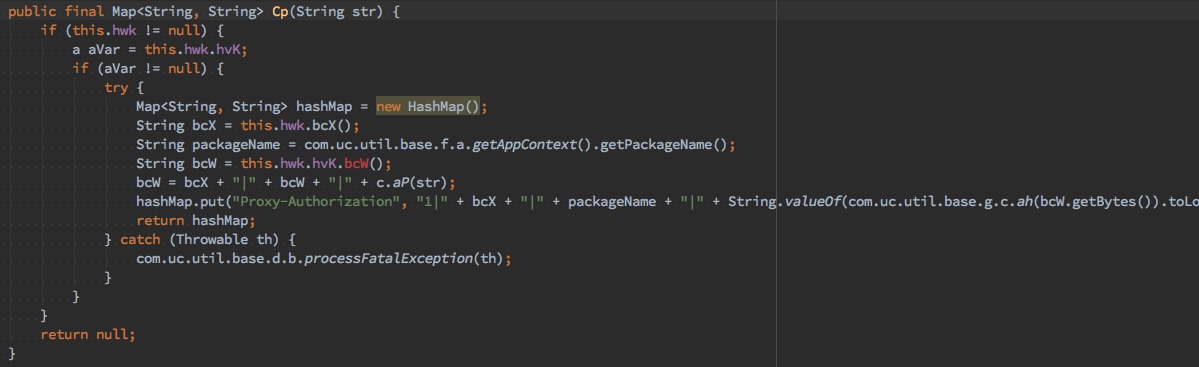 public final Map<String, String> Cp(String str) {
if (this.hwk != null) {
a aVar = this.hwk.hvK;
if (aVar != null) {
try {
Map<String, String> hashMap = new HashMap();
String bcX = this.hwk.bcX();
String packageName = com.uc.util.base.f.a.getAppContext().getPackageName();
String bcW = this.hwk.hvK.bcW();
bcW = bcX + "|" + bcW + "|" + c.aP(str);
hashMap.put("Proxy-Authorization", "1|" + bcX + "|" + packageName + "|" + String.valueOf(com.uc.util.base.g.c.ah(bcW.getBytes()).toLo
return hashMap;
} catch (Throwable th) {
com.uc.util.base.d.b.processFatalException(th);
}
}
}
return null;
}